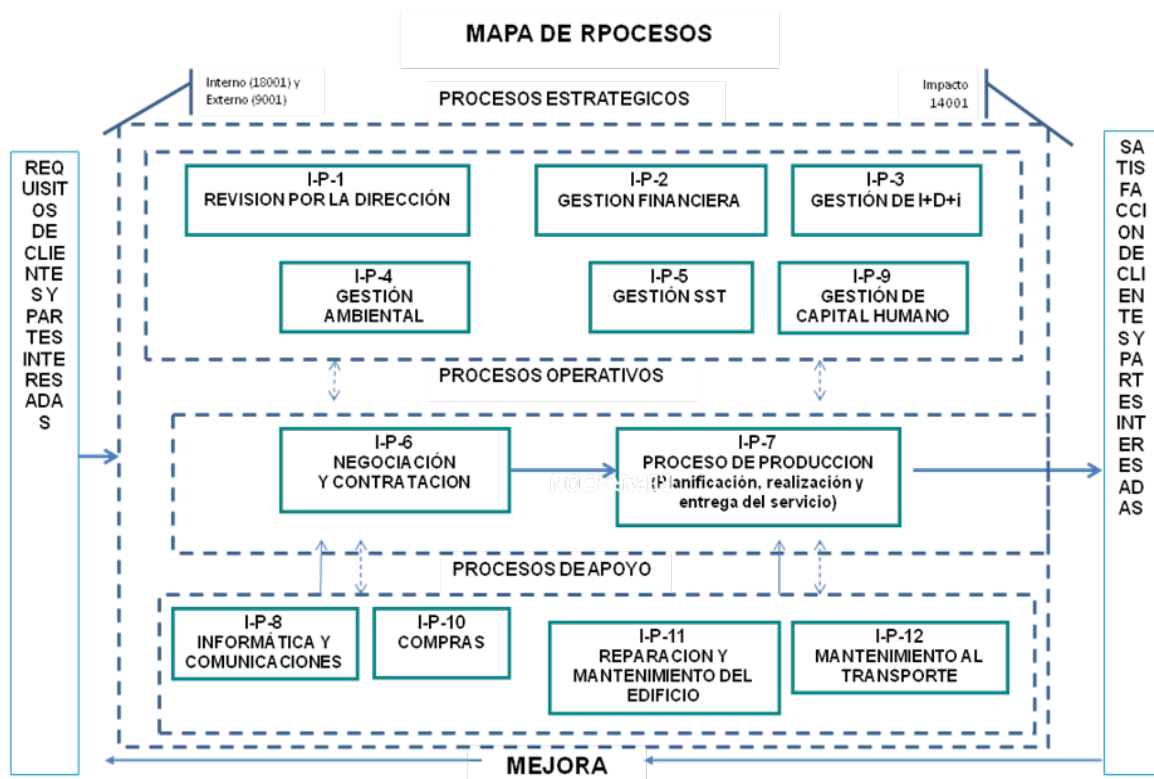 MAPA DE RPOCESOS
Interno (18001) y
Externo (9001)
PROCESOS ESTRATEGICOS
Impacto
14001
REQ
UISIT
OS
DE
CLIE
NTE
S Y
PAR
TES
INTE
RES
ADA
S
I-P-1
REVISION POR LA DIRECCIÓN
I-P-2
GESTION FINANCIERA
I-P-3
GESTIÓN DE I+D+i
I-P-4
GESTIÓN
AMBIENTAL
I-P-5
GESTIÓN SST
I-P-9
GESTIÓN DE
CAPITAL HUMANO
PROCESOS OPERATIVOS
I-P-6
NEGOCIACIÓN
Y CONTRATACION
I-P-7
PROCESO DE PRODUCCION
(Planificación, realización y
entrega del servicio)
PROCESOS DE APOYO
I-P-8
INFORMÁTICA Y
COMUNICACIONES
I-P-10
COMPRAS
I-P-11
REPARACION Y
MANTENIMIENTO DEL
EDIFICIO
I-P-12
MANTENIMIENTO AL
TRANSPORTE
SA
TIS
FA
CCI
ON
DE
CLI
EN
TE
S Y
PA
RT
ES
INT
ER
ES
AD
AS
MEJORA